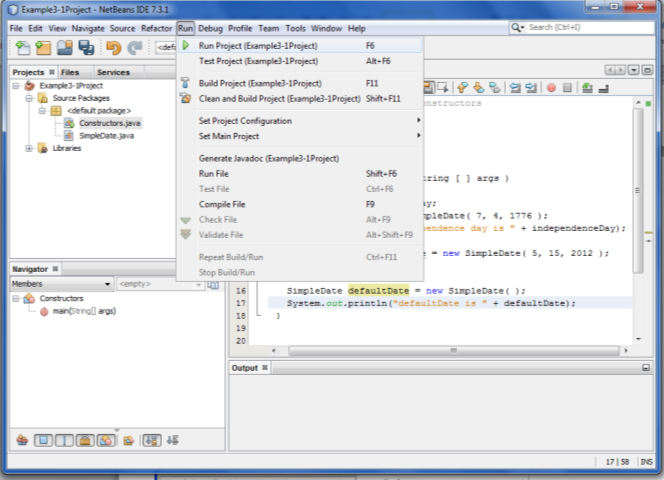 Example3-1Project - NetBeans IDE 7.3.1
File Edit View Navigate Source Refactor Run Debug Profile Team Tools Window Help
Search (Ctrl+I)
<def
Projects Files Services
Example3-1Project
Source Packages
<default package>
Constructors.java
SimpleDate.java
Libraries
Run Project (Example3-1Project) F6
Test Project (Example3-1Project) Alt+F6
Build Project (Example3-1Project) F11
Clean and Build Project (Example3-1Project) Shift+F11
Set Project Configuration
Set Main Project
Generate Javadoc (Example3-1Project)
Run File Shift+F6
Test File Ctrl+F6
Compile File F9
Check File Alt+F9
Validate File Alt+Shift+F9
Repeat Build/Run Ctrl+F11
Stop Build/Run
nstructors
tring [ ] args )
ay;
mpleDate( 7, 4, 1776 );
pendence day is " + independenceDay);
e = new SimpleDate( 5, 15, 2012 );
16 SimpleDate defaultDate = new SimpleDate( );
17 System.out.println("defaultDate is " + defaultDate);
18 }
19
20
Navigator
Members <empty>
Constructors
main(String[] args)
Output
17 | 58 INS